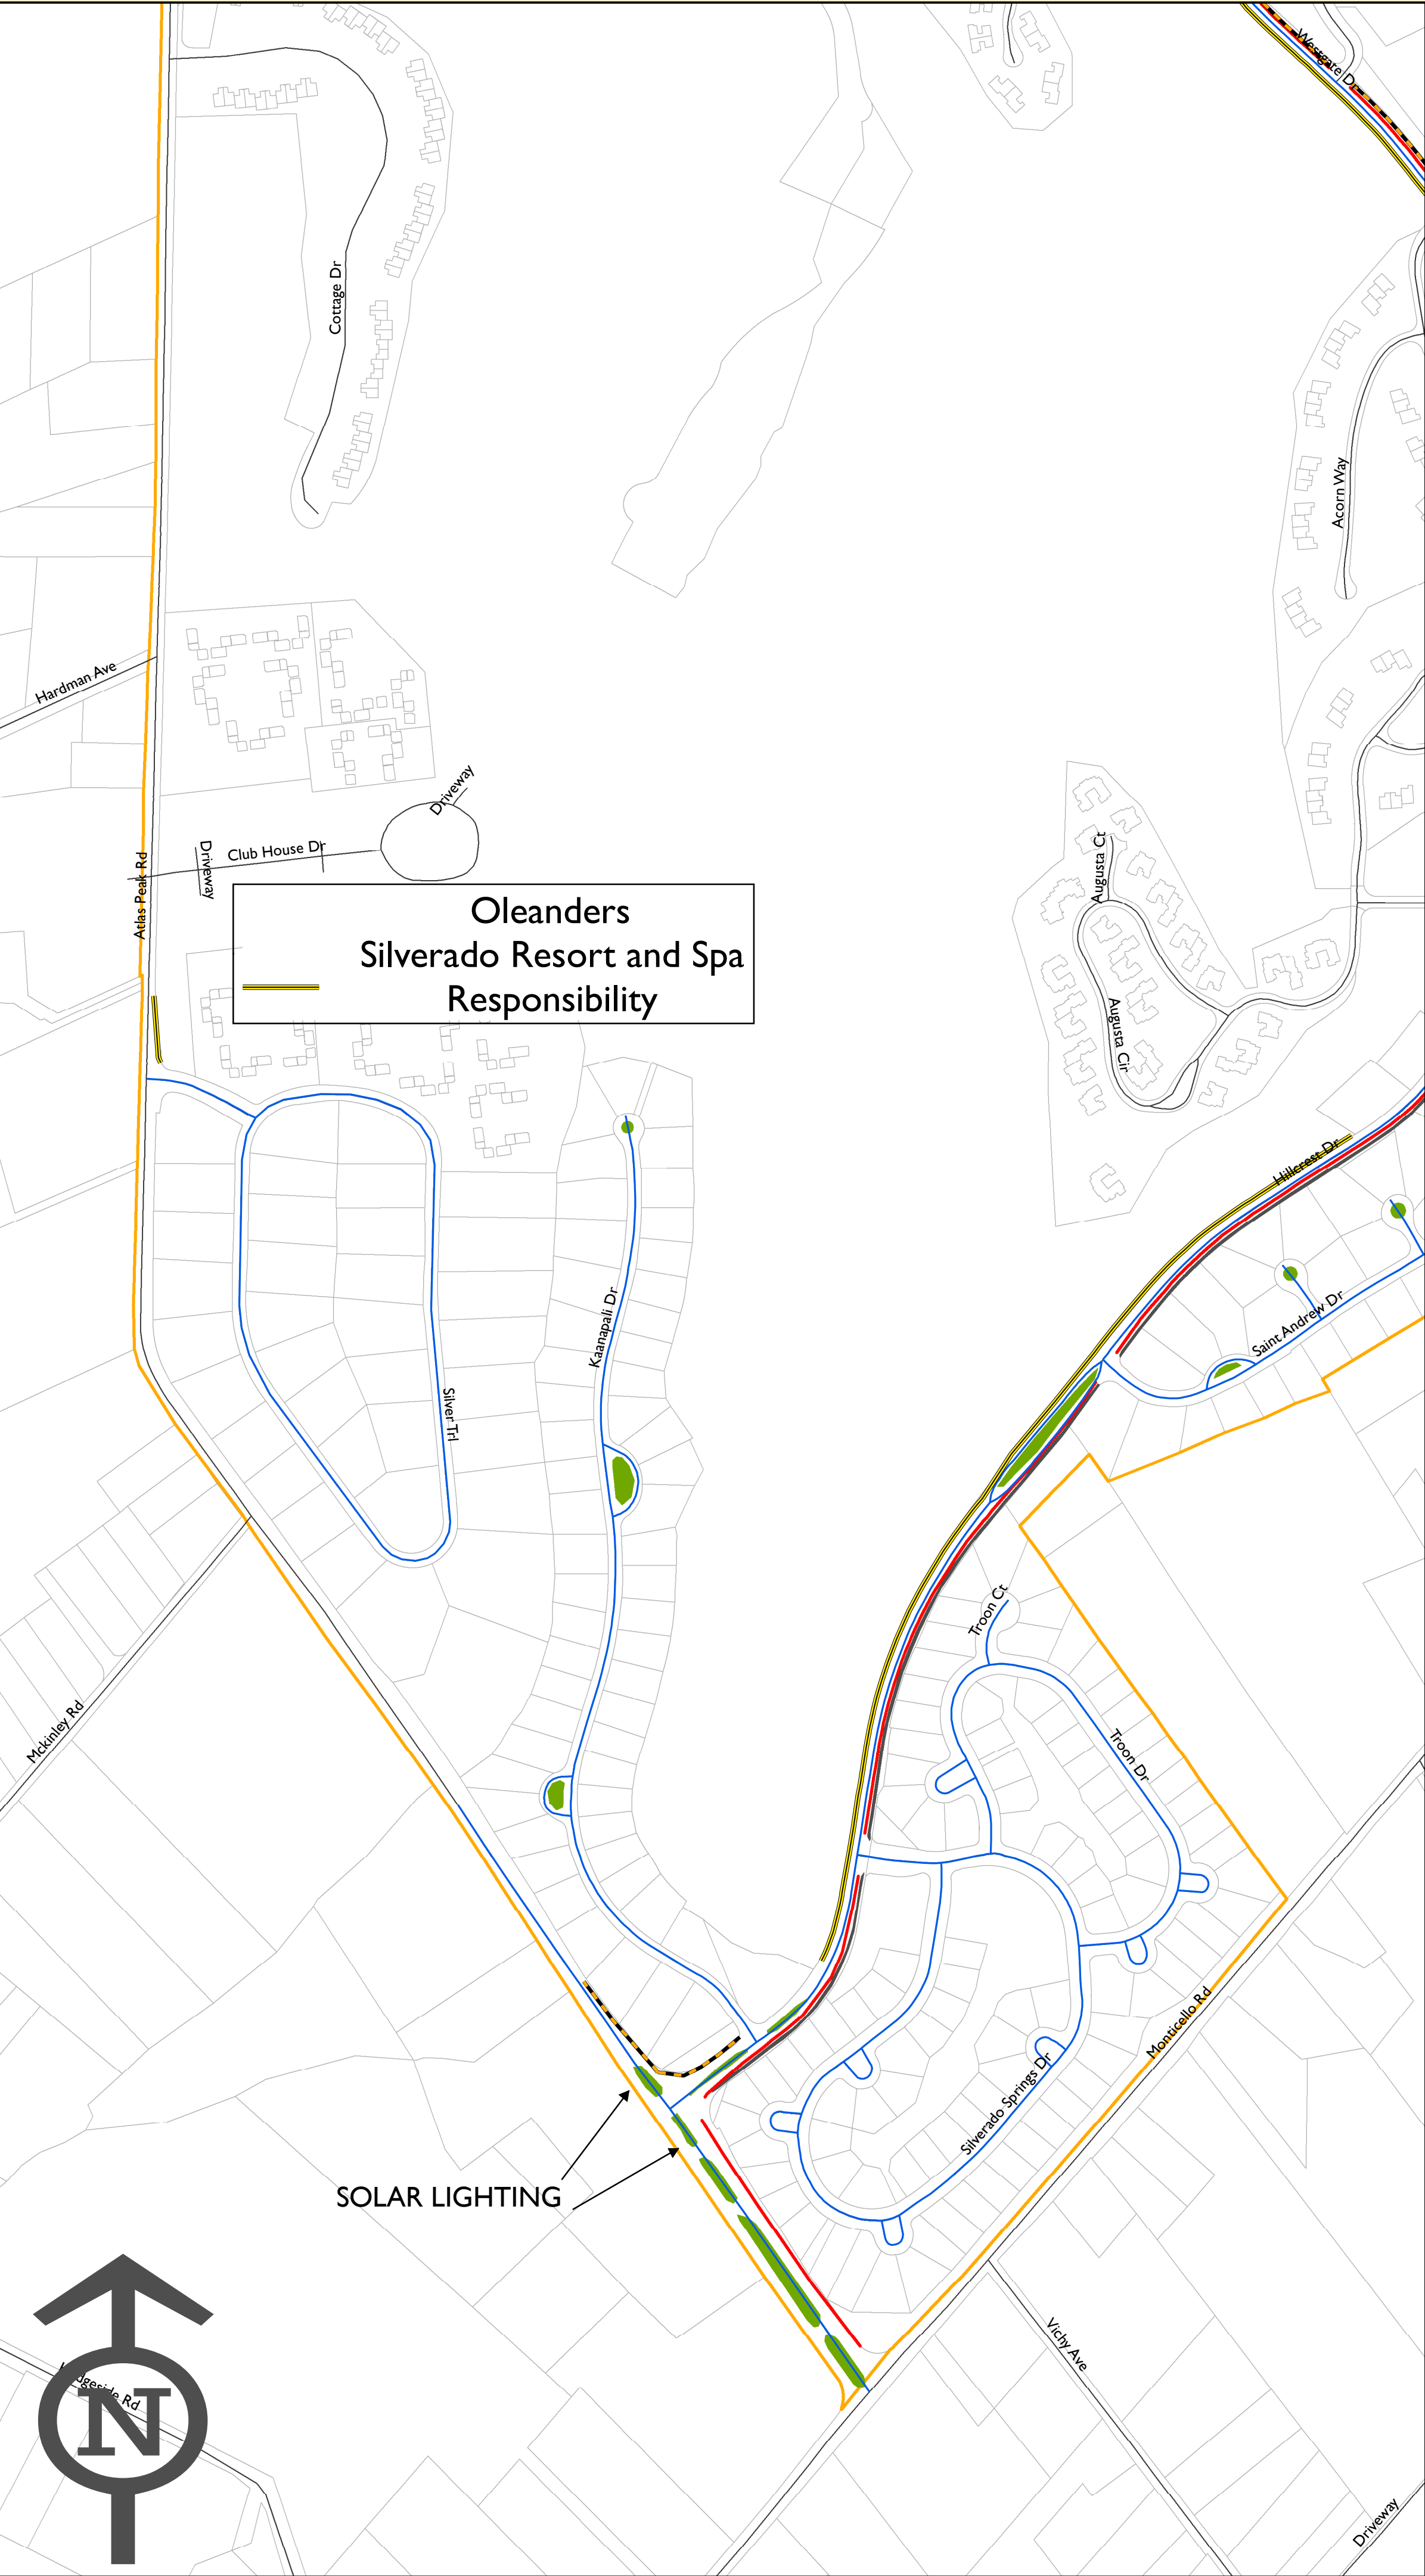 Westgate Dr
Cottage Dr
Acorn Way
Hardman Ave
Driveway
Club House Dr
Driveway
Atlas Peak Rd
Augusta Ct
Oleanders
Silverado Resort and Spa
Responsibility
Augusta Cir
Hillcrest Dr
Kaanapali Dr
Saint Andrew Dr
Silver Trl
Troon Ct
Mckinley Rd
Troon Dr
Monticello Rd
Silverado Springs Dr
SOLAR LIGHTING
Vichy Ave
Rd
N
Driveway